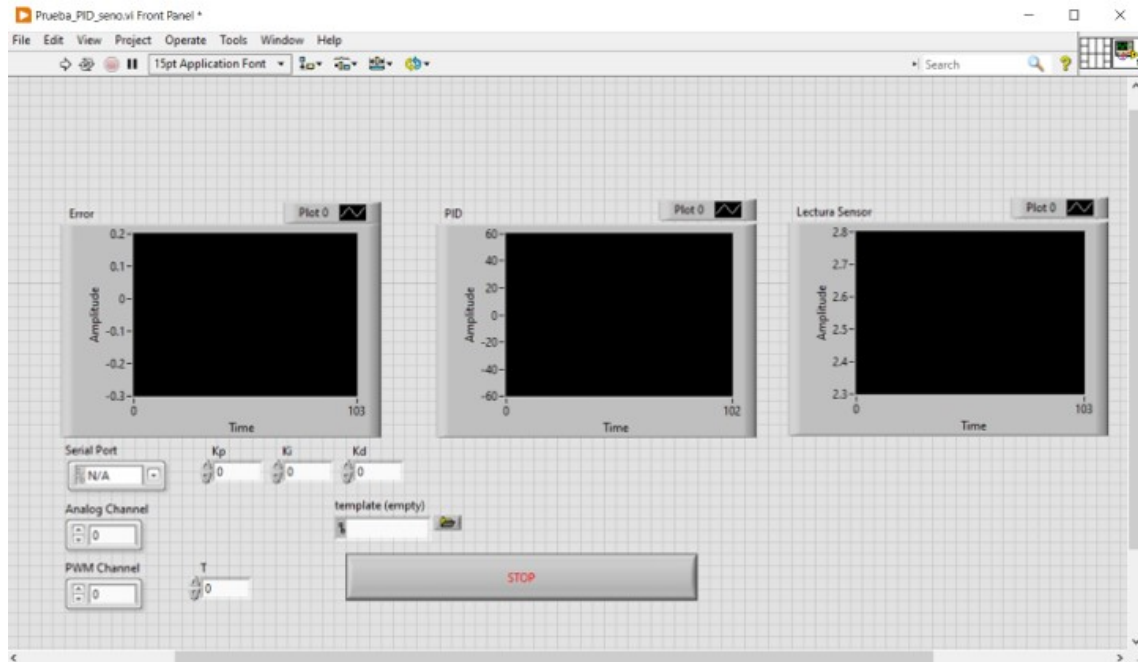 Prueba_PID_seno.vi Front Panel *
File Edit View Project Operate Tools Window Help
15pt Application Font
Search
Error
Plot 0
0.2
0.1
0
-0.1
-0.2
-0.3
Amplitude
0 103
Time
PID
Plot 0
60
40
20
0
-20
-40
-60
Amplitude
0 102
Time
Lectura Sensor
Plot 0
2.8
2.7
2.6
2.5
2.4
2.3
Amplitude
0 103
Time
Serial Port Kp Ki Kd
N/A 0 0 0
Analog Channel
0
template (empty)
PWM Channel T
0 0
STOP